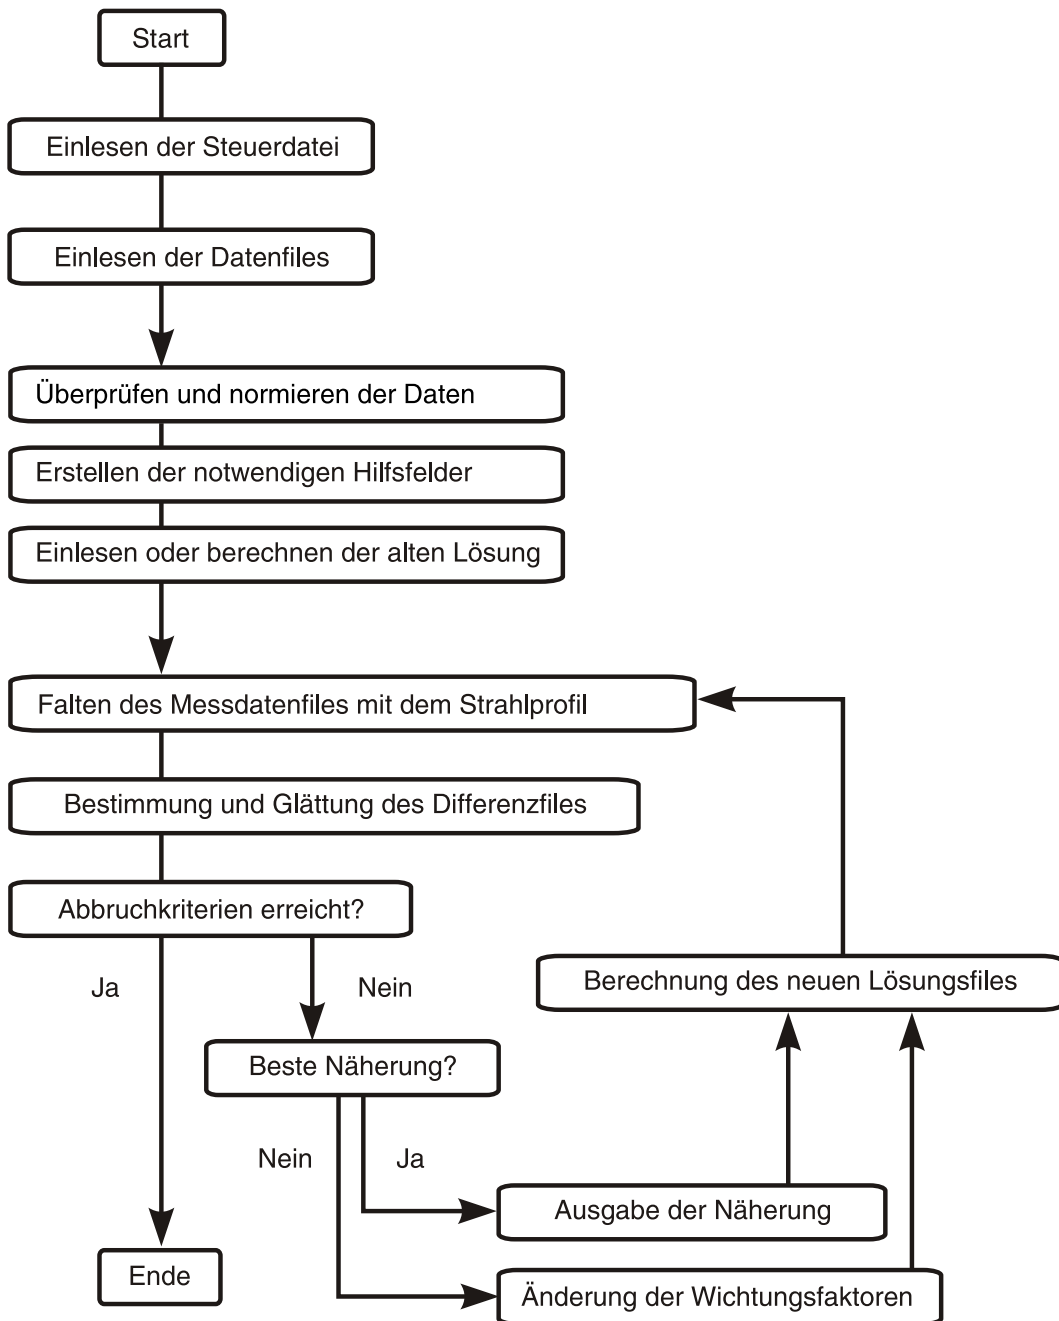 Start
Einlesen der Steuerdatei
Einlesen der Datenfiles
Überprüfen und normieren der Daten
Erstellen der notwendigen Hilfsfelder
Einlesen oder berechnen der alten Lösung
Falten des Messdatenfiles mit dem Strahlprofil
Bestimmung und Glättung des Differenzfiles
Abbruchkriterien erreicht?
Ja
Nein
Berechnung des neuen Lösungsfiles
Beste Näherung?
Nein
Ja
Ausgabe der Näherung
Ende
Änderung der Wichtungsfaktoren